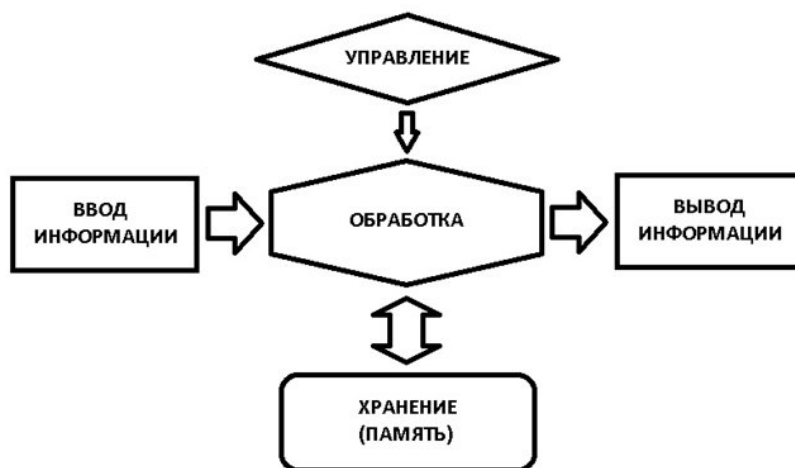 УПРАВЛЕНИЕ
ВВОД
ИНФОРМАЦИИ
ОБРАБОТКА
ВЫВОД
ИНФОРМАЦИИ
ХРАНЕНИЕ
(ПАМЯТЬ)